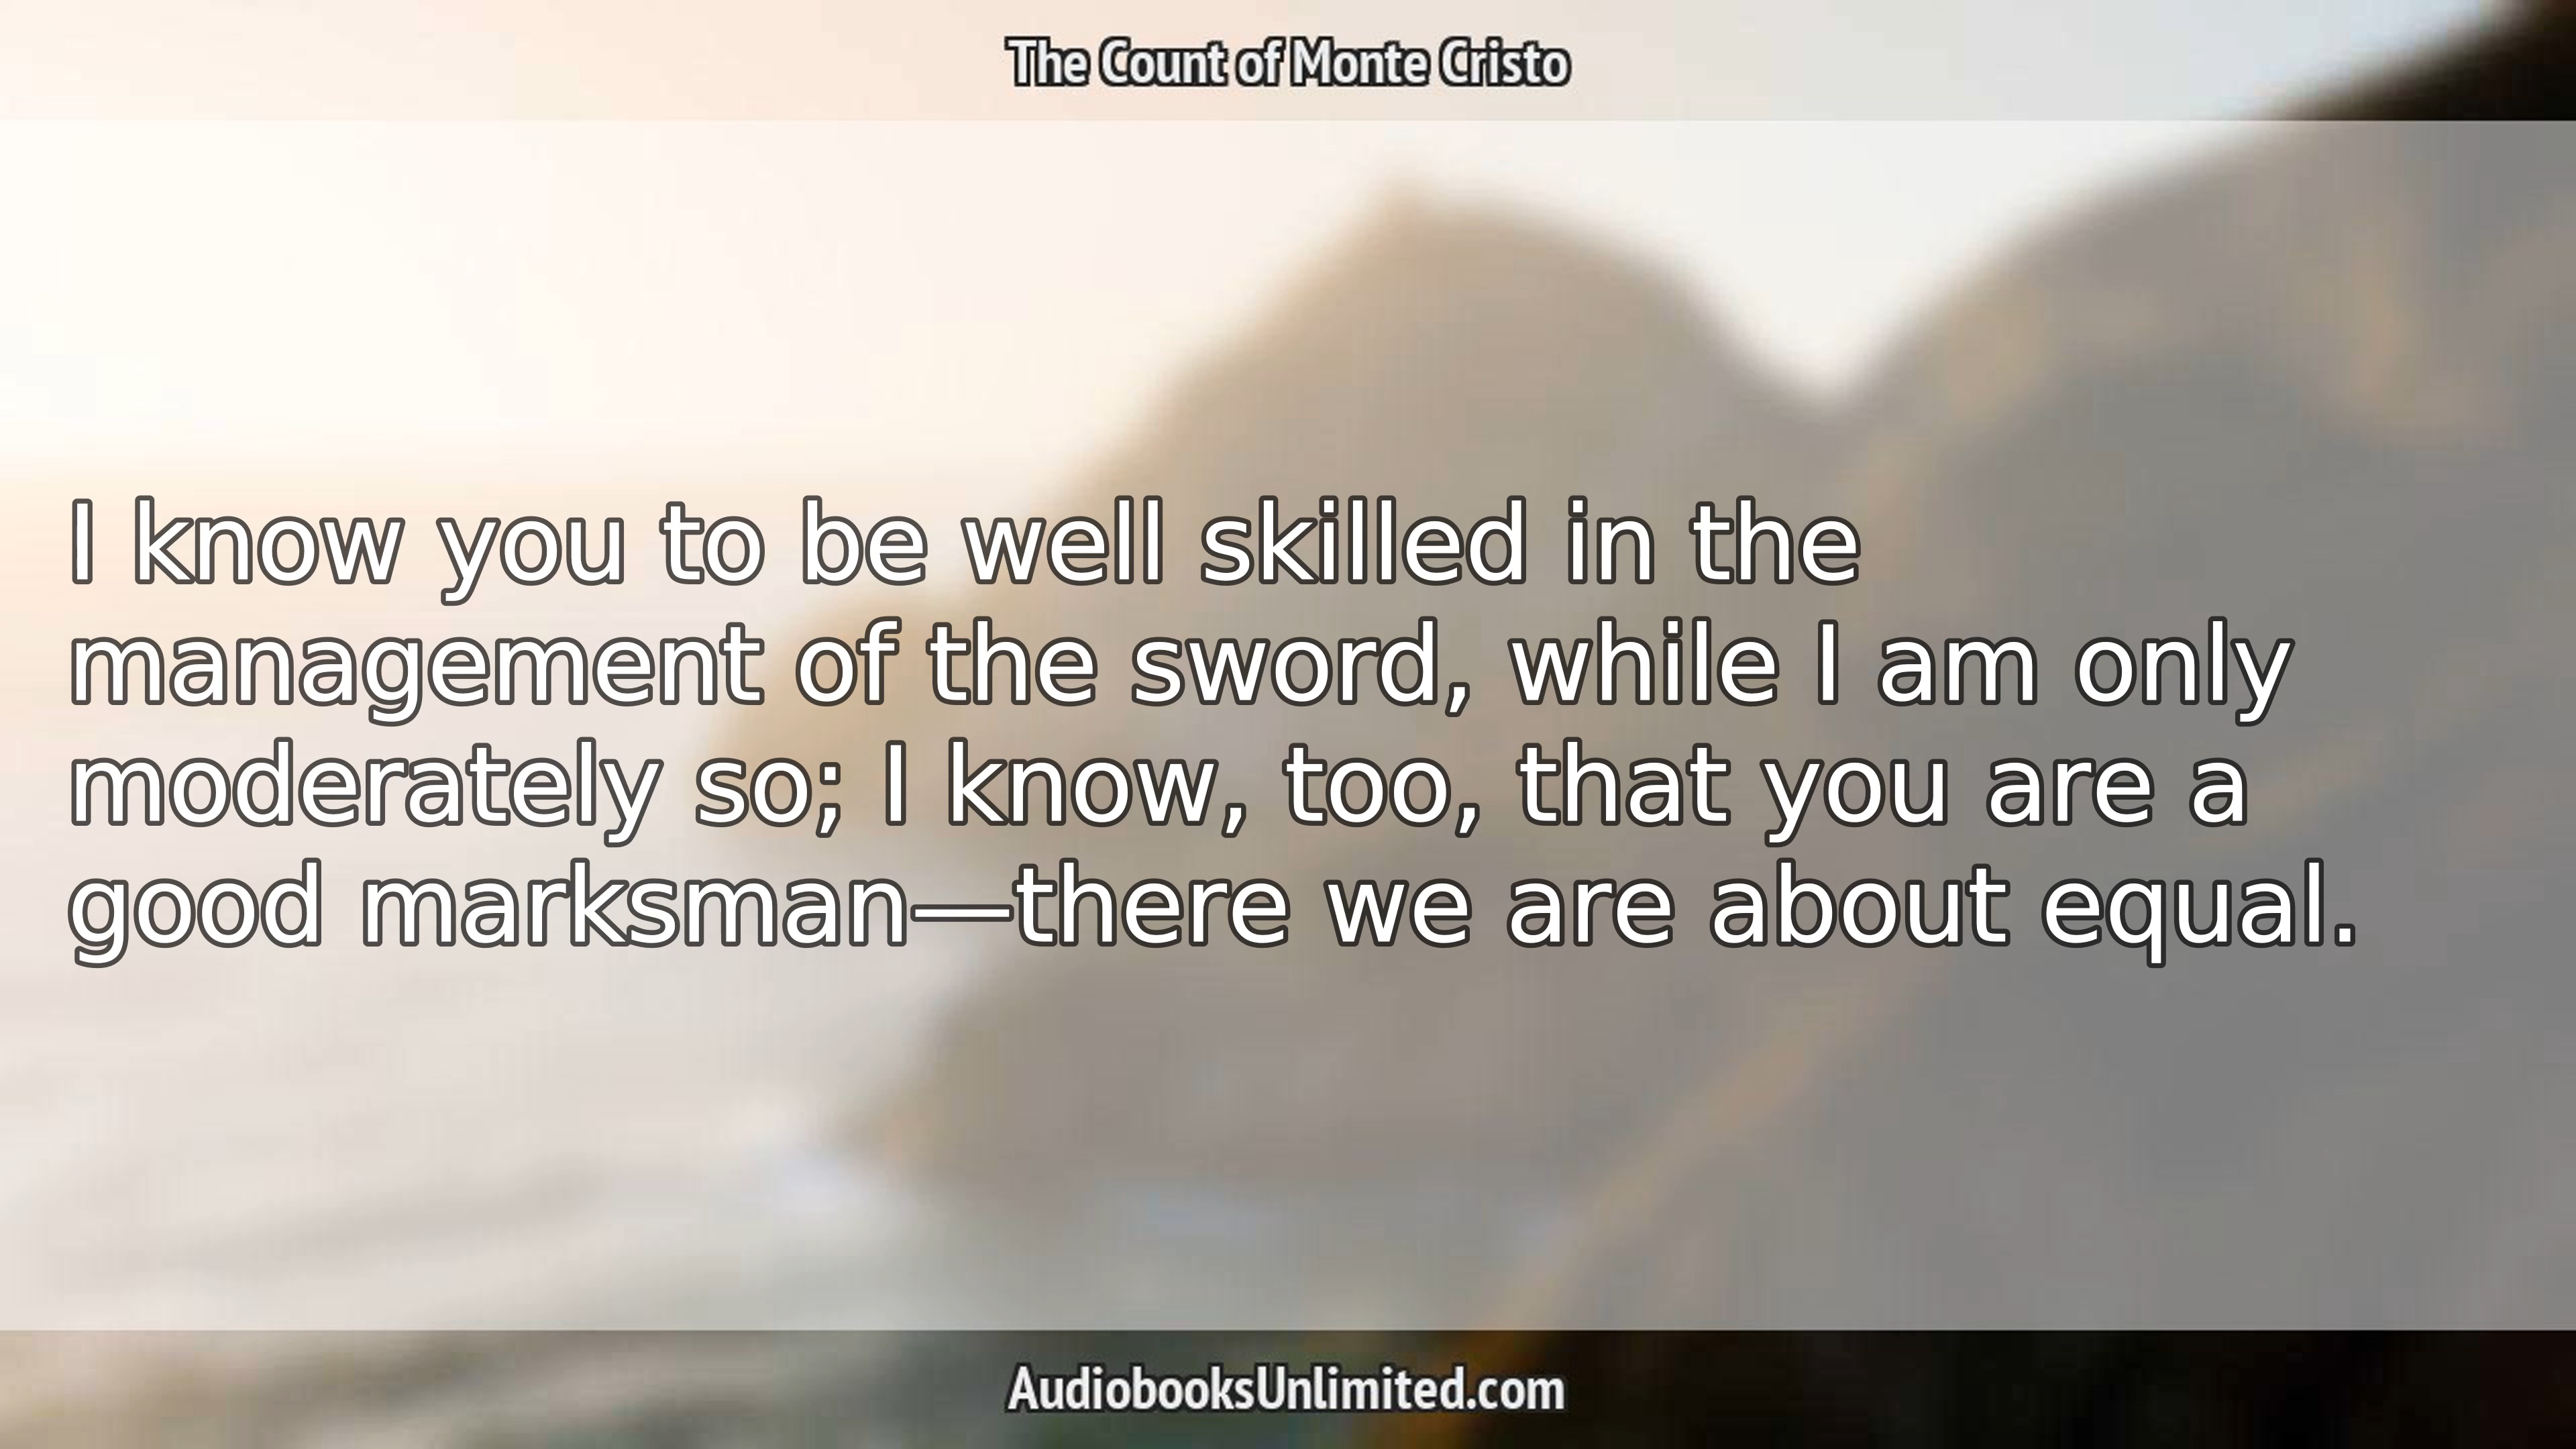 The Count of Monte Cristo
I know you to be well skilled in the
management of the sword, while I am only
moderately so; I know, too, that you are a
good marksman—there we are about equal.
AudiobooksUnlimited.com